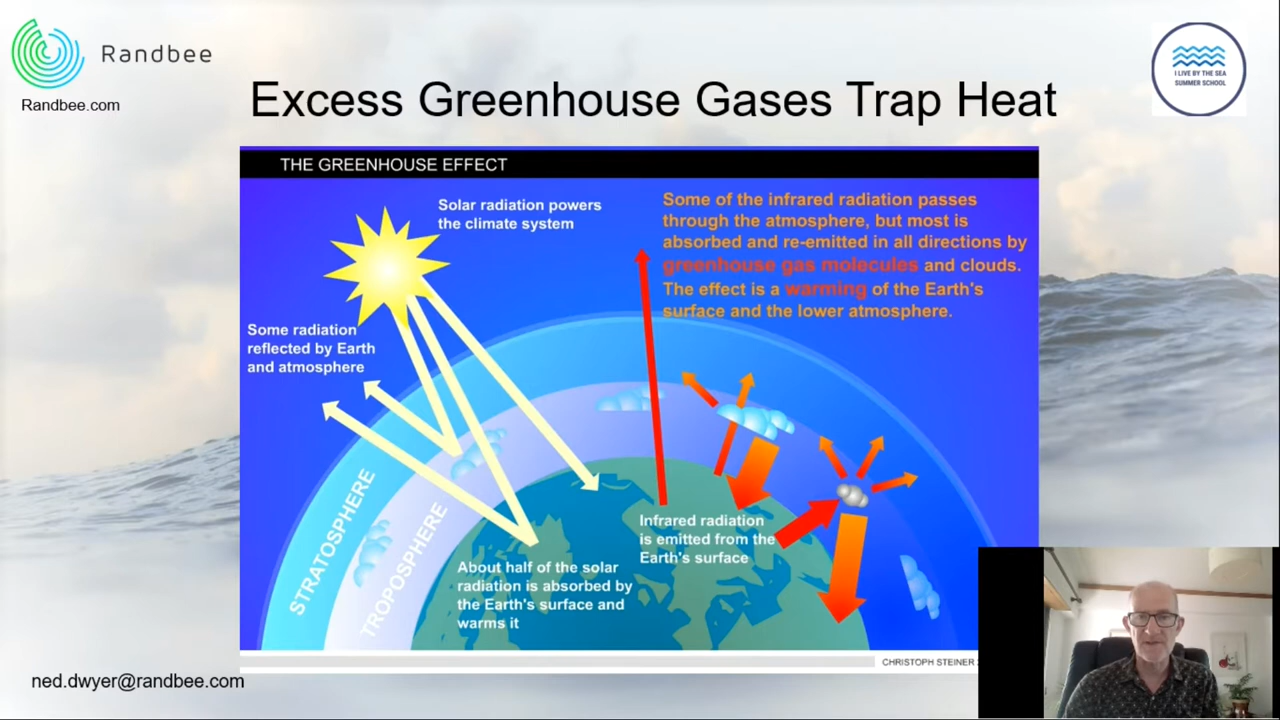 Randbee
Randbee.com
I LIVE BY THE SEA
SUMMER SCHOOL
Excess Greenhouse Gases Trap Heat
THE GREENHOUSE EFFECT
Solar radiation powers
the climate system
Some of the infrared radiation passes
through the atmosphere, but most is
absorbed and re-emitted in all directions by
greenhouse gas molecules and clouds.
The effect is a warming of the Earth's
surface and the lower atmosphere.
Some radiation
reflected by Earth
and atmosphere
STRATOSPHERE
TROPOSPHERE
Infrared radiation
is emitted from the
Earth's surface
About half of the solar
radiation is absorbed by
the Earth's surface and
warms it
CHRISTOPH STEINER
ned.dwyer@randbee.com